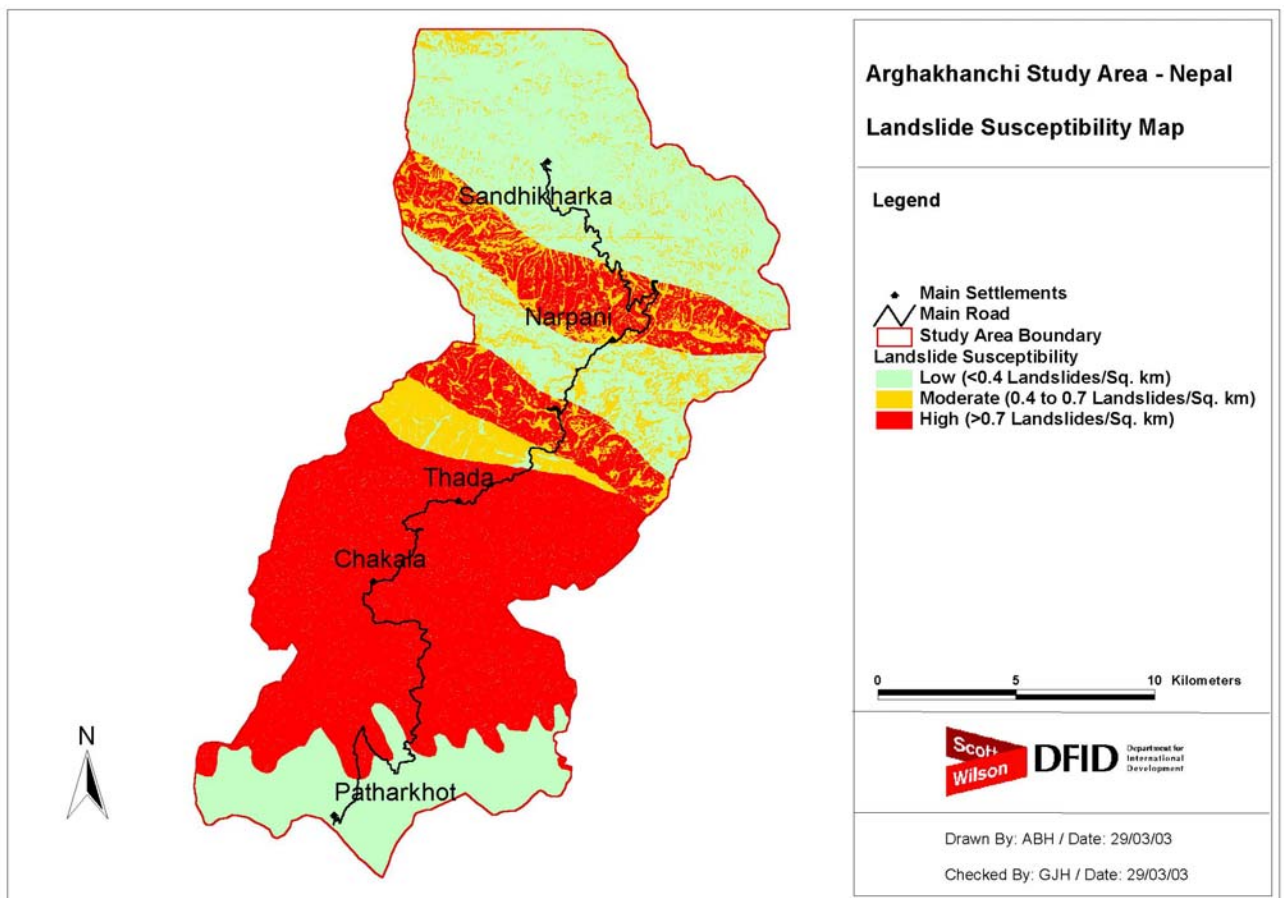 Arghakhanchi Study Area - Nepal
Landslide Susceptibility Map
Legend
Main Settlements
Main Road
Study Area Boundary
Landslide Susceptibility
Low (<0.4 Landslides/Sq. km)
Moderate (0.4 to 0.7 Landslides/Sq. km)
High (>0.7 Landslides/Sq. km)
Sandhikharka
Narpani
Thada
Chakala
Patharkhot
N
0 5 10 Kilometers
Scott
Wilson
DFID
Department for
International
Development
Drawn By: ABH / Date: 29/03/03
Checked By: GJH / Date: 29/03/03